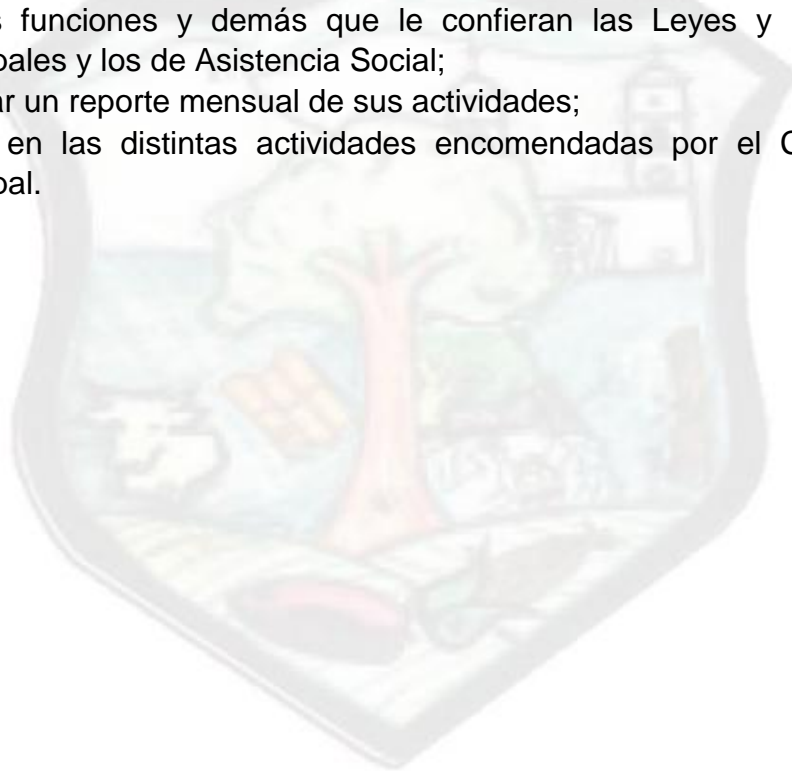 s funciones y demás que le confieran las Leyes y
pales y los de Asistencia Social;
ar un reporte mensual de sus actividades;
en las distintas actividades encomendadas por el C
pal.